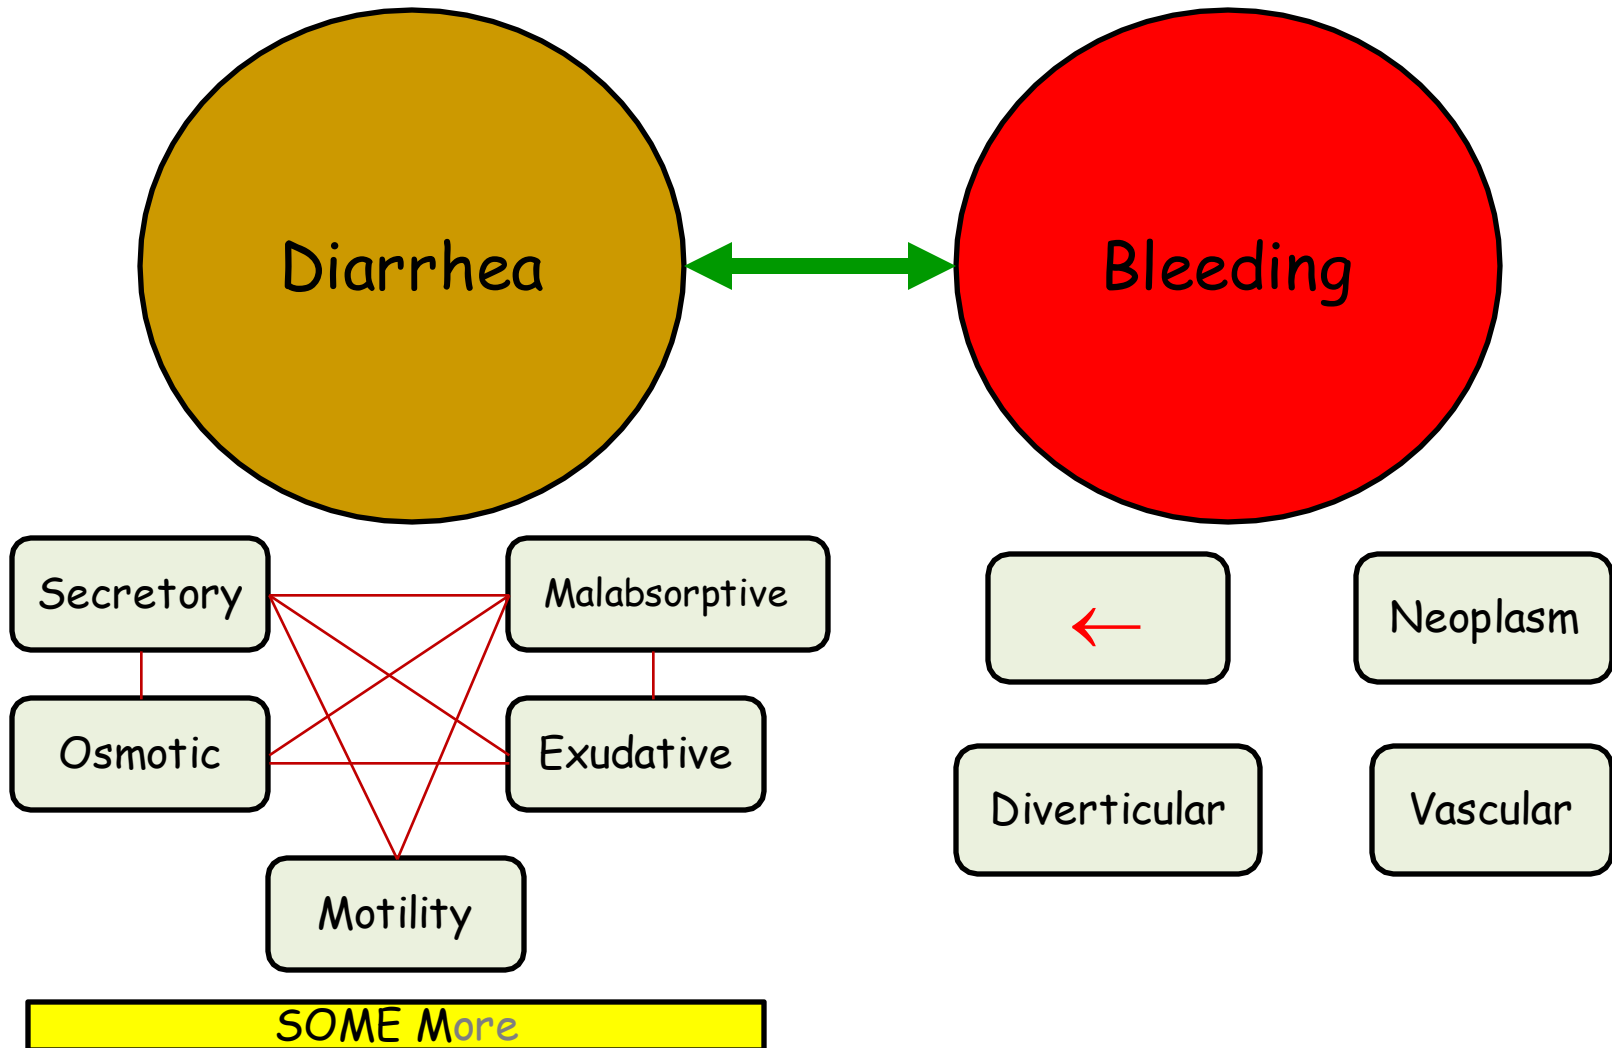 Diarrhea
Bleeding
Secretory
Malabsorptive
←
Neoplasm
Osmotic
Exudative
Diverticular
Vascular
Motility
SOME More